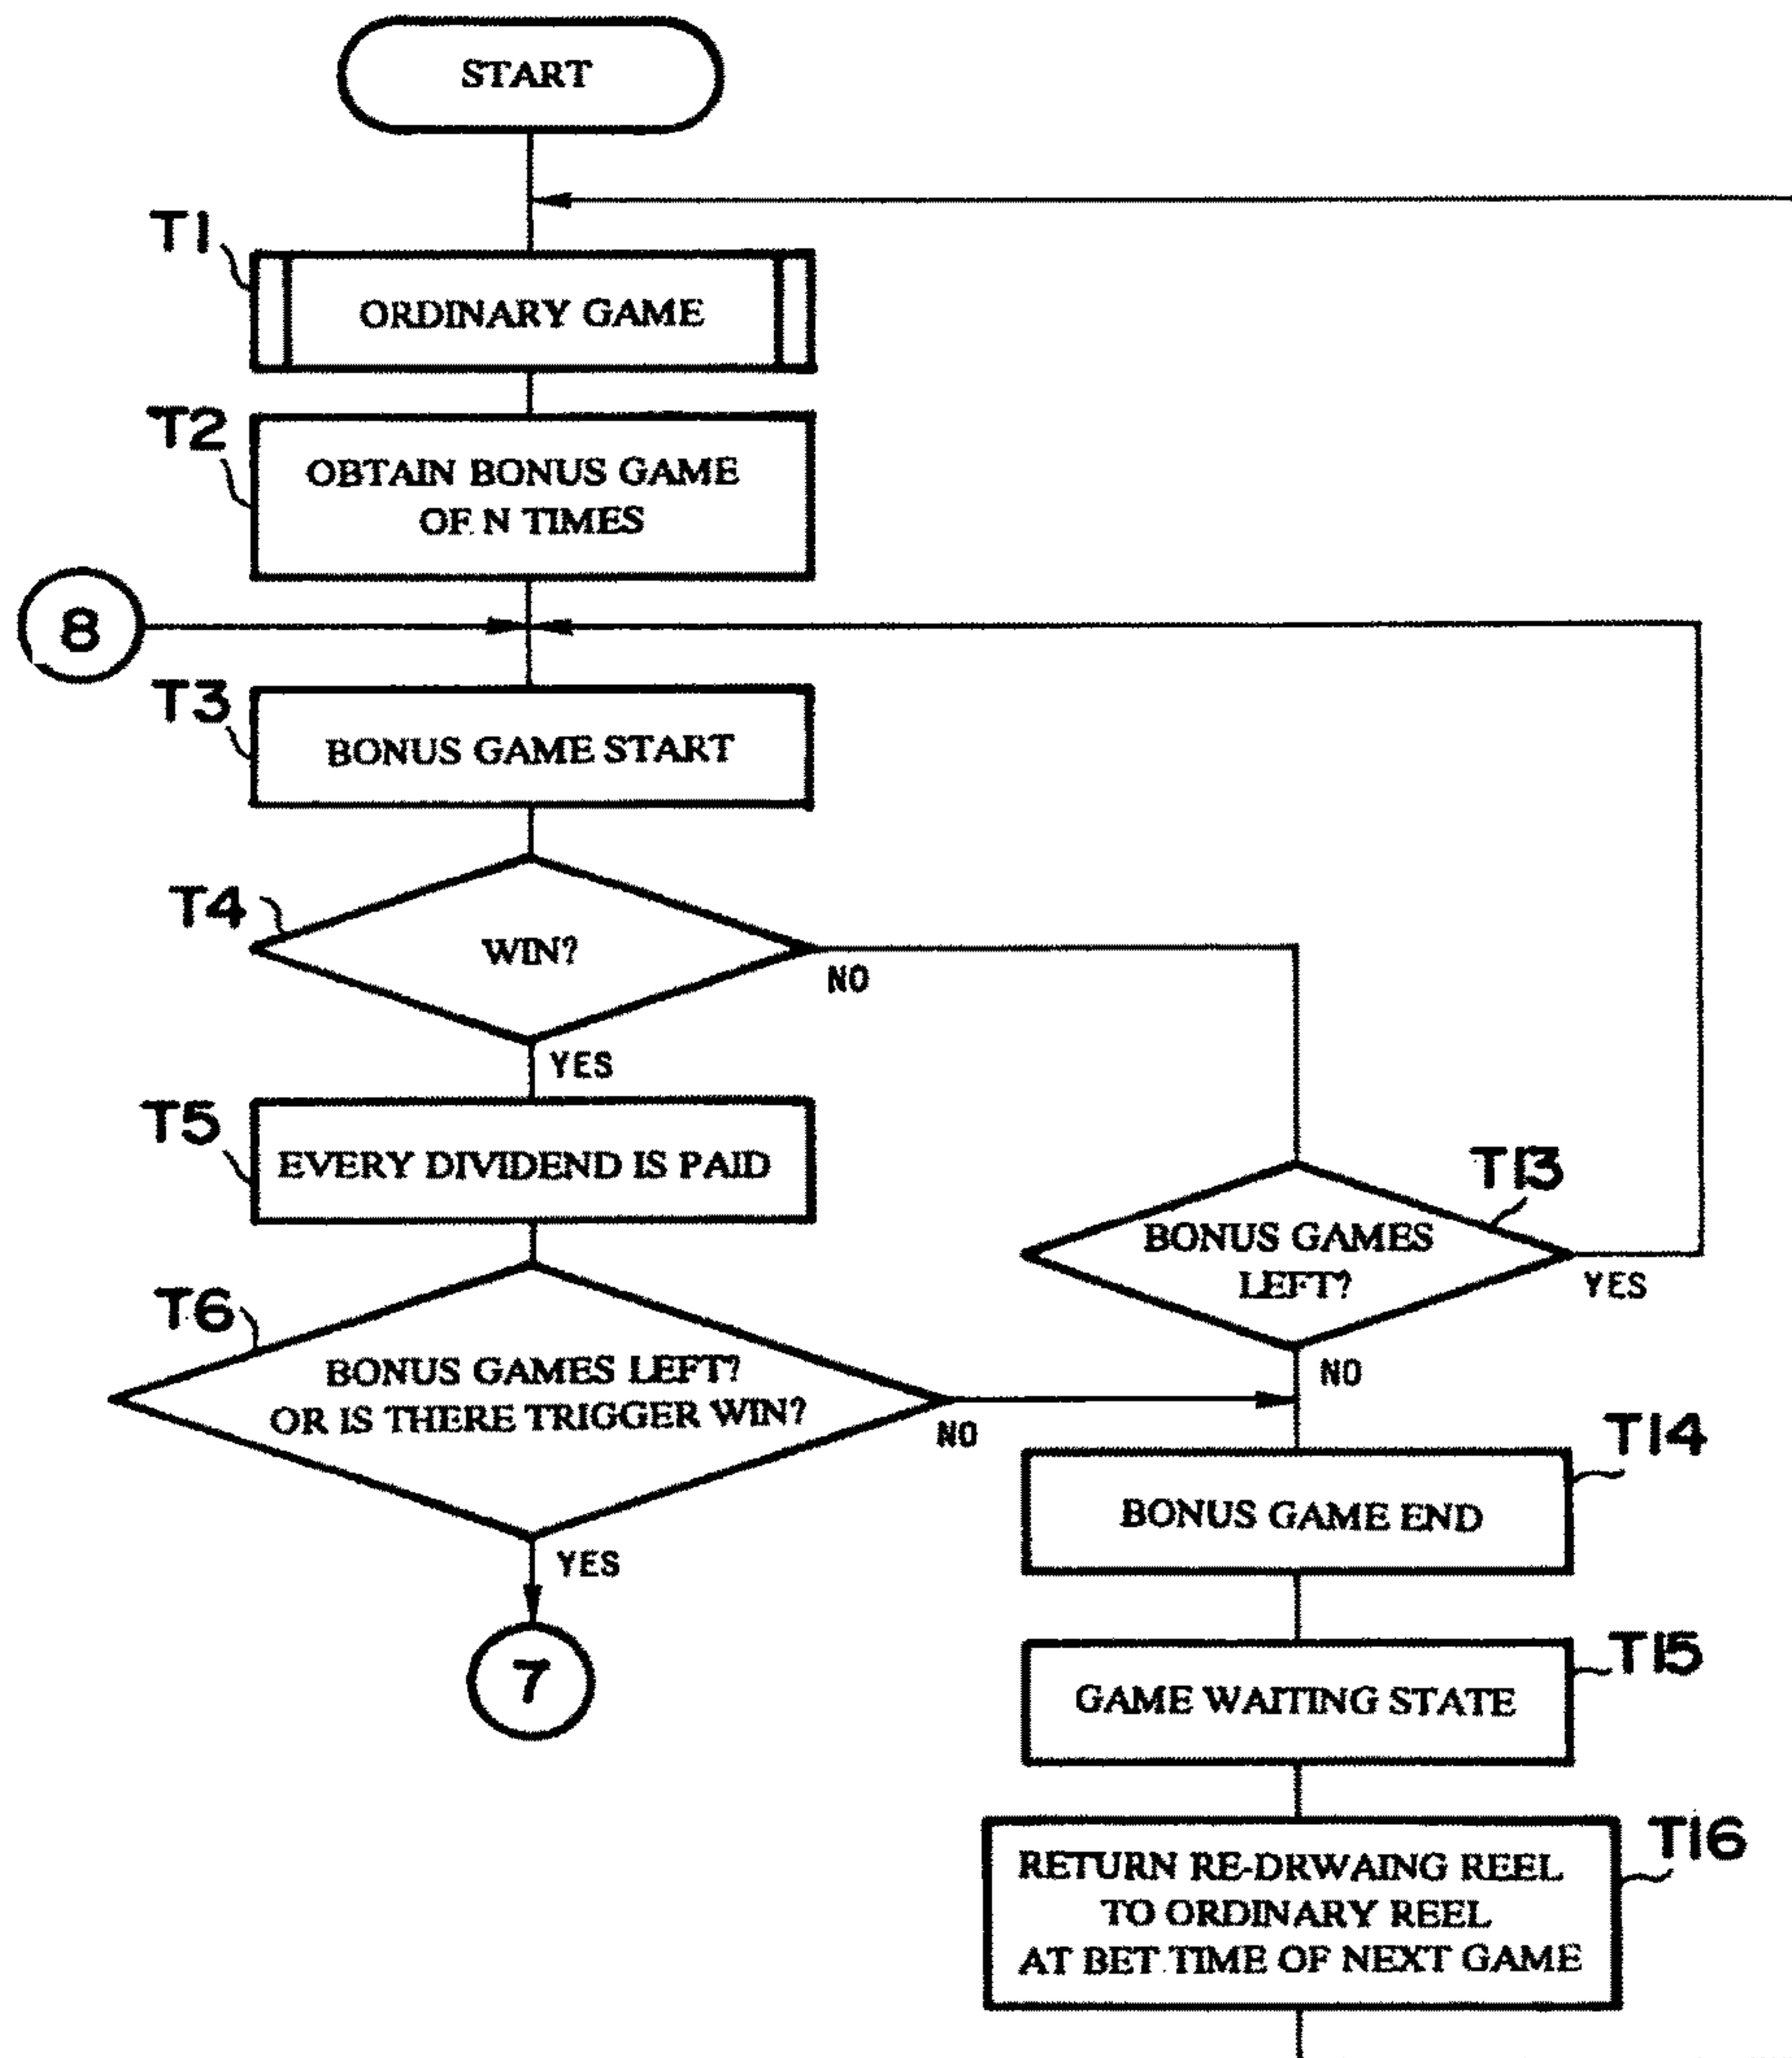 START
T1
ORDINARY GAME
T2
OBTAIN BONUS GAME
OF N TIMES
8
T3
BONUS GAME START
T4
WIN?
NO
YES
T5
EVERY DIVIDEND IS PAID
T13
BONUS GAMES
LEFT?
YES
NO
T6
BONUS GAMES LEFT?
OR IS THERE TRIGGER WIN?
NO
YES
7
T14
BONUS GAME END
T15
GAME WAITING STATE
T16
RETURN RE-DRWAING REEL
TO ORDINARY REEL
AT BET TIME OF NEXT GAME